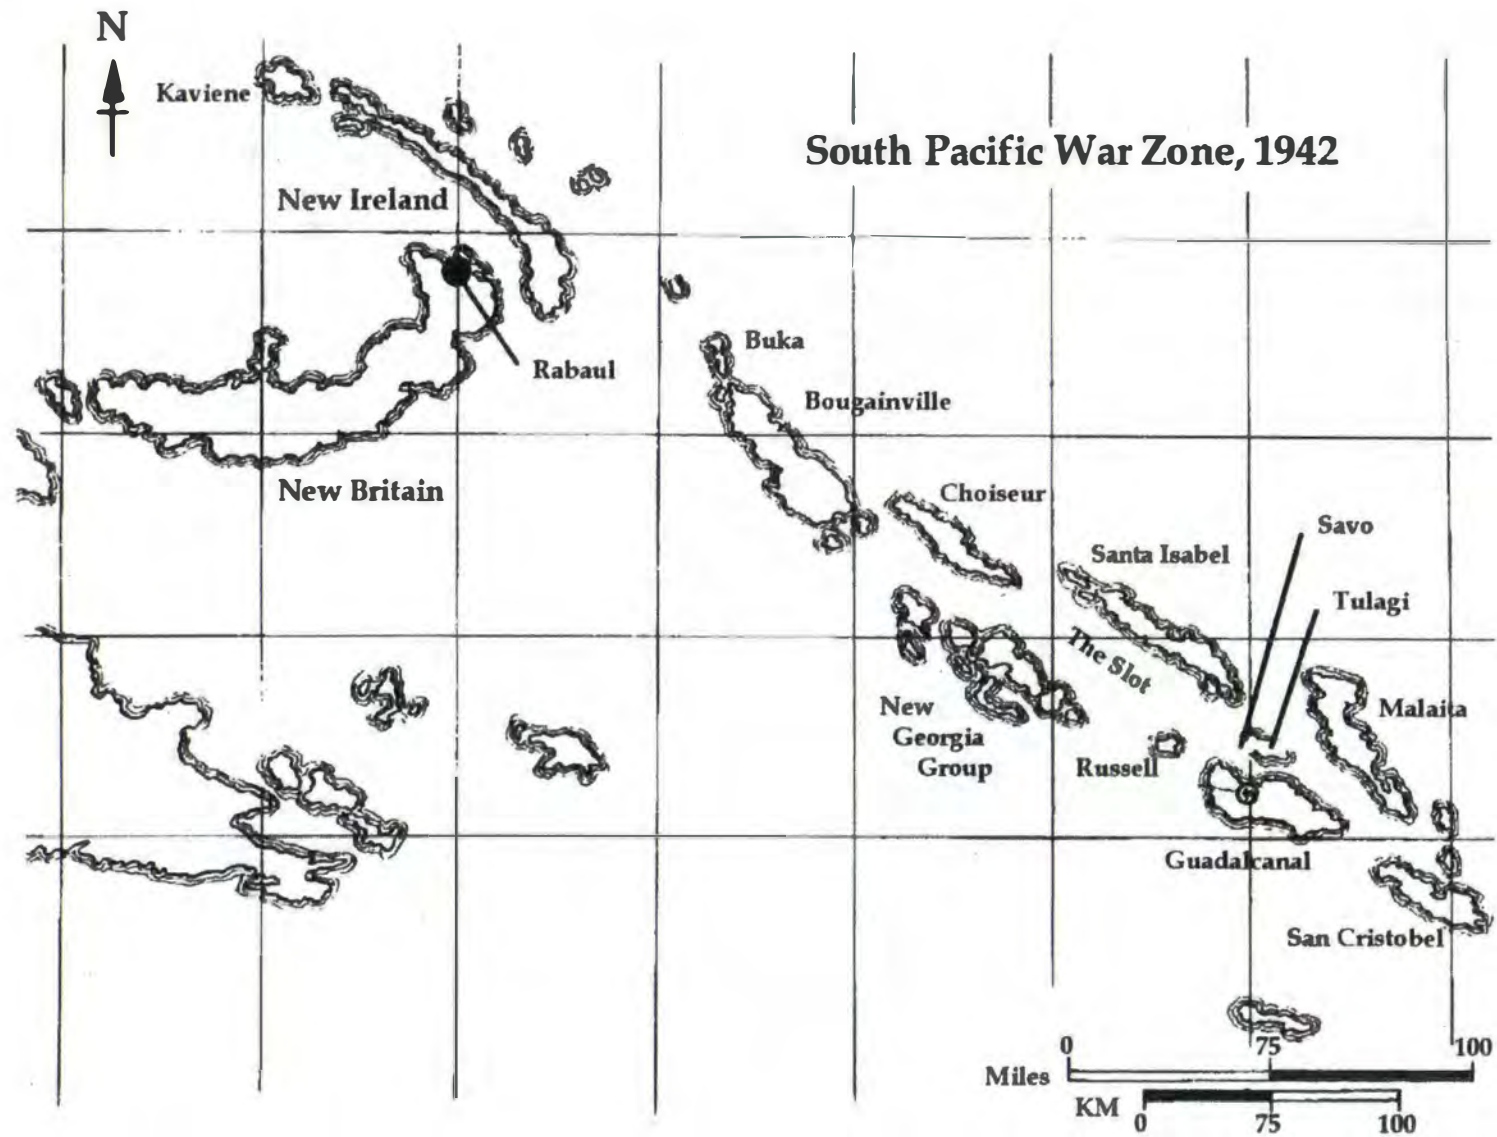 N
Kaviene
South Pacific War Zone, 1942
New Ireland
Rabaul
Buka
Bougainville
New Britain
Choiseur
Savo
Santa Isabel
Tulagi
The Slot
New
Georgia
Group
Malaita
Russell
Guadalcanal
San Cristobel
0 75 100
Miles
KM
0 75 100